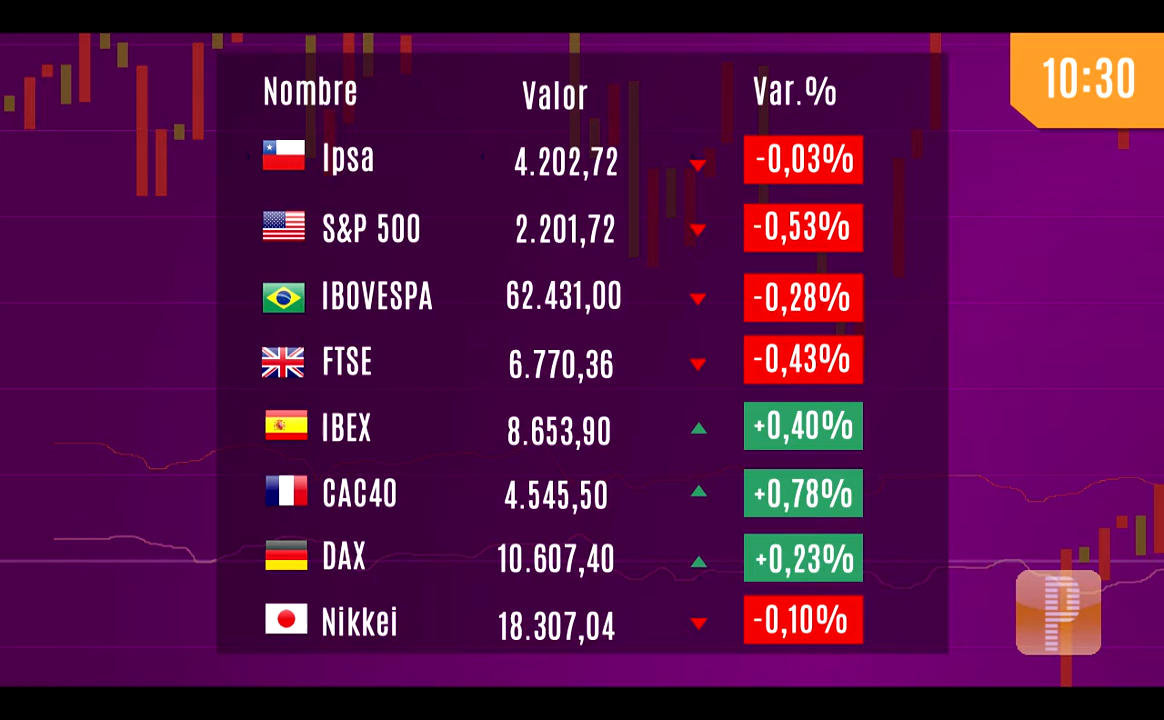 10:30
Nombre Valor Var.%
Ipsa 4.202,72 -0,03%
S&P 500 2.201,72 -0,53%
IBOVESPA 62.431,00 -0,28%
FTSE 6.770,36 -0,43%
IBEX 8.653,90 +0,40%
CAC40 4.545,50 +0,78%
DAX 10.607,40 +0,23%
Nikkei 18.307,04 -0,10%
P